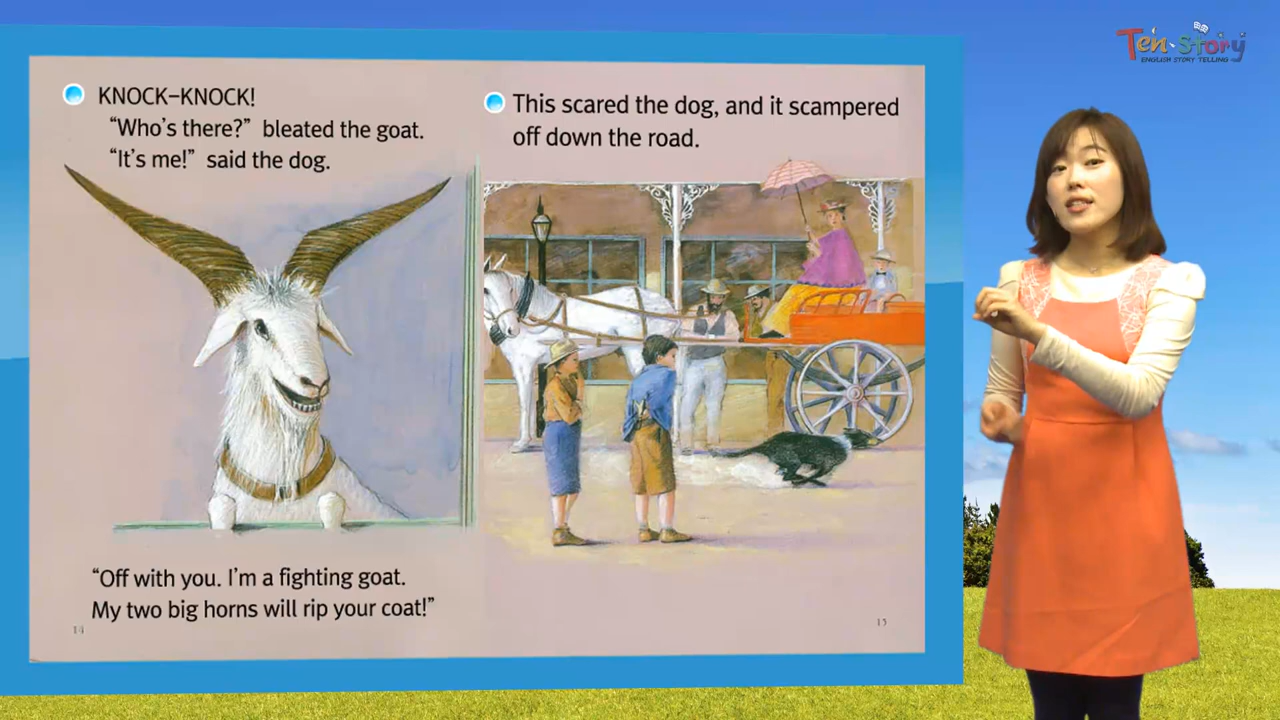 Ten Story
ENGLISH STORY TELLING
KNOCK–KNOCK!
“Who’s there?” bleated the goat.
“It’s me!” said the dog.
“Off with you. I’m a fighting goat.
My two big horns will rip your coat!”
14
This scared the dog, and it scampered
off down the road.
15